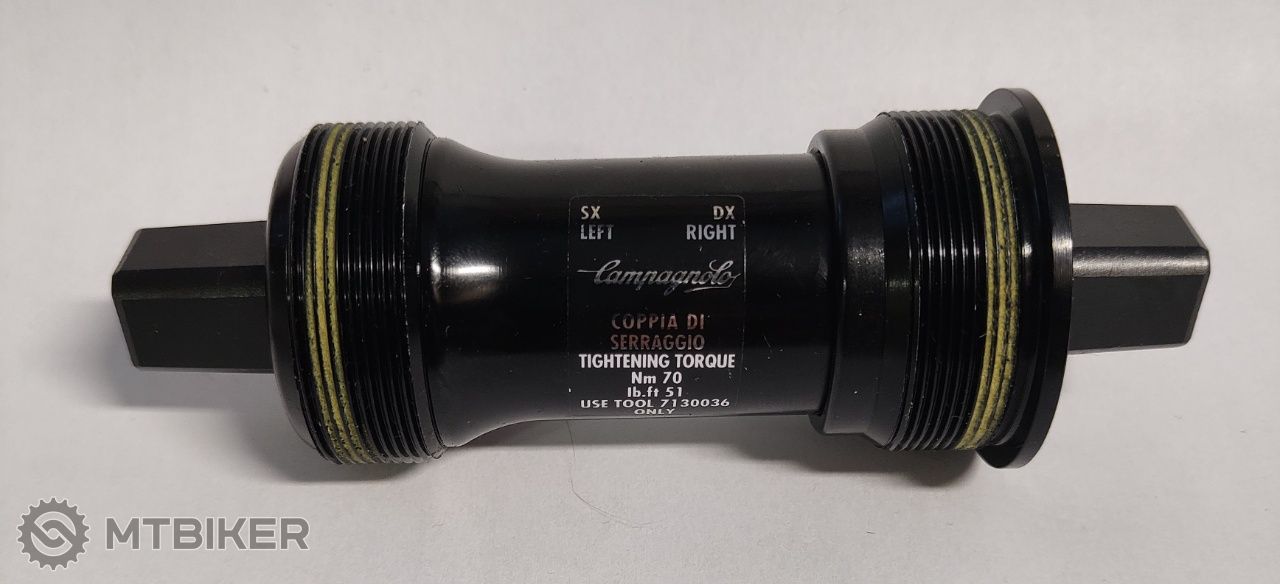 SX DX
LEFT RIGHT
Campagnolo
COPPIA DI
SERRAGGIO
TIGHTENING TORQUE
Nm 70
lb.ft 51
USE TOOL 7130036
ONLY
MTBIKER